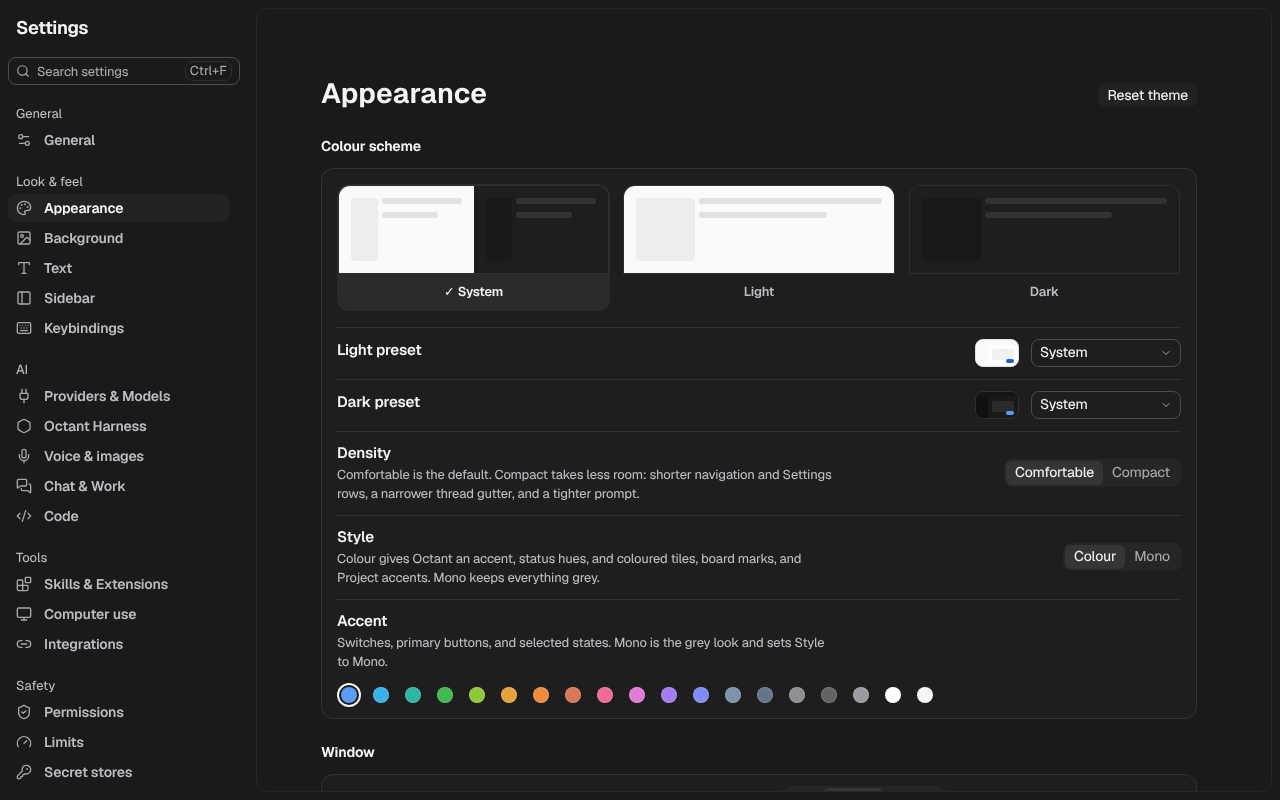 Settings
Search settings
Ctrl+F
General
General
Look & feel
Appearance
Background
Text
Sidebar
Keybindings
AI
Providers & Models
Octant Harness
Voice & images
Chat & Work
Code
Tools
Skills & Extensions
Computer use
Integrations
Safety
Permissions
Limits
Secret stores
Appearance
Reset theme
Colour scheme
✓ System
Light
Dark
Light preset
System
Dark preset
System
Density
Comfortable is the default. Compact takes less room: shorter navigation and Settings
rows, a narrower thread gutter, and a tighter prompt.
Comfortable
Compact
Style
Colour gives Octant an accent, status hues, and coloured tiles, board marks, and
Project accents. Mono keeps everything grey.
Colour
Mono
Accent
Switches, primary buttons, and selected states. Mono is the grey look and sets Style
to Mono.
Window